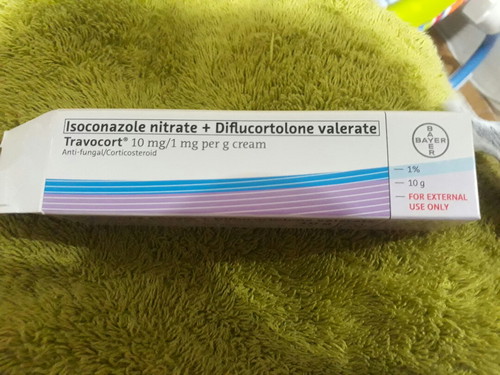 Isoconazole nitrate + Diflucortolone valerate
Travocort® 10 mg/1 mg per g cream
Anti-fungal/Corticosteroid
BAYER
BAYER
1%
10 g
FOR EXTERNAL
USE ONLY